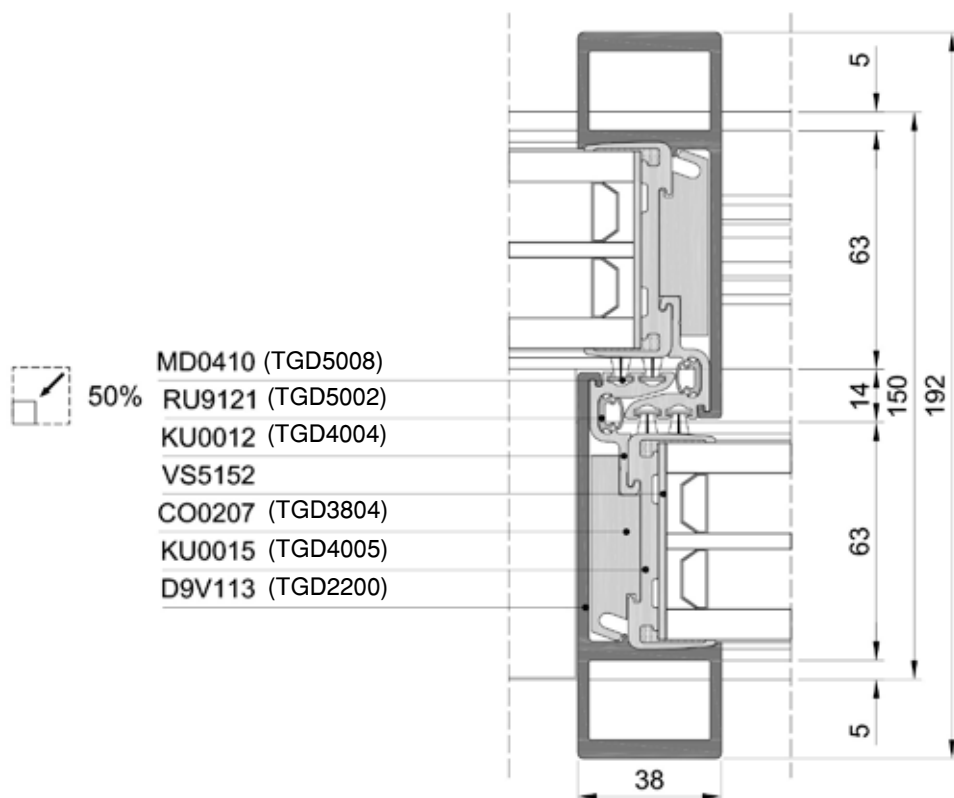 5
63
MD0410 (TGD5008)
50%
RU9121 (TGD5002)
14
150
192
KU0012 (TGD4004)
VS5152
CO0207 (TGD3804)
KU0015 (TGD4005)
63
D9V113 (TGD2200)
5
38